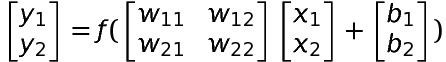 [y₁ y₂] = f( [w₁₁ w₁₂ w₂₁ w₂₂] [x₁ x₂] + [b₁ b₂] )